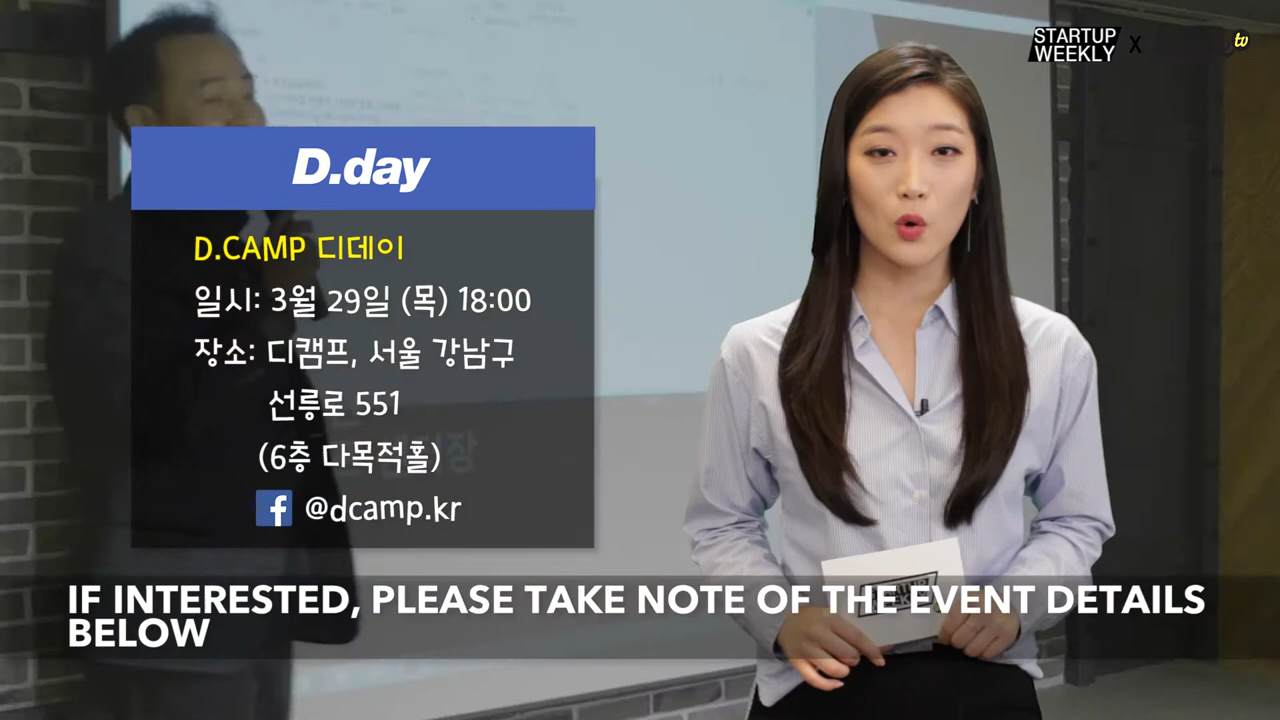 STARTUP
WEEKLY X
tv
D.day
D.CAMP 디데이
일시: 3월 29일 (목) 18:00
장소: 디캠프, 서울 강남구
선릉로 551
(6층 다목적홀)
@dcamp.kr
IF INTERESTED, PLEASE TAKE NOTE OF THE EVENT DETAILS
BELOW